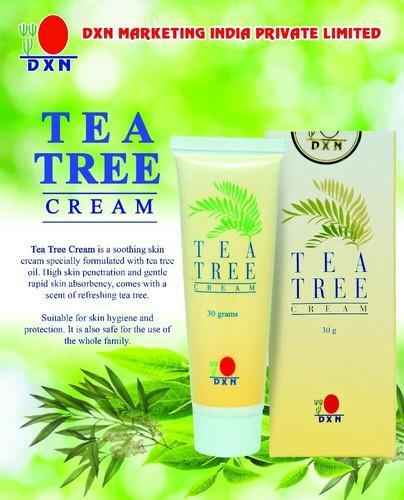 DXN
DXN MARKETING INDIA PRIVATE LIMITED
TEA
TREE
CREAM
Tea Tree Cream is a soothing skin
cream specially formulated with tea tree
oil. High skin penetration and gentle
rapid skin absorbency, comes with a
scent of refreshing tea tree.
Suitable for skin hygiene and
protection. It is also safe for the use of
the whole family.
TEA
TREE
CREAM
30 grams
DXN
DXN
TEA
TREE
CREAM
30 g
DXN